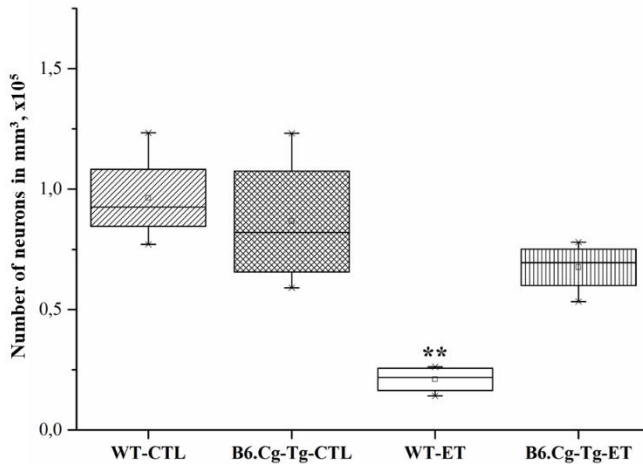 Number of neurons in mm³, x10⁵
1,5
1,0
0,5
0,0
**
WT-CTL
B6.Cg-Tg-CTL
WT-ET
B6.Cg-Tg-ET